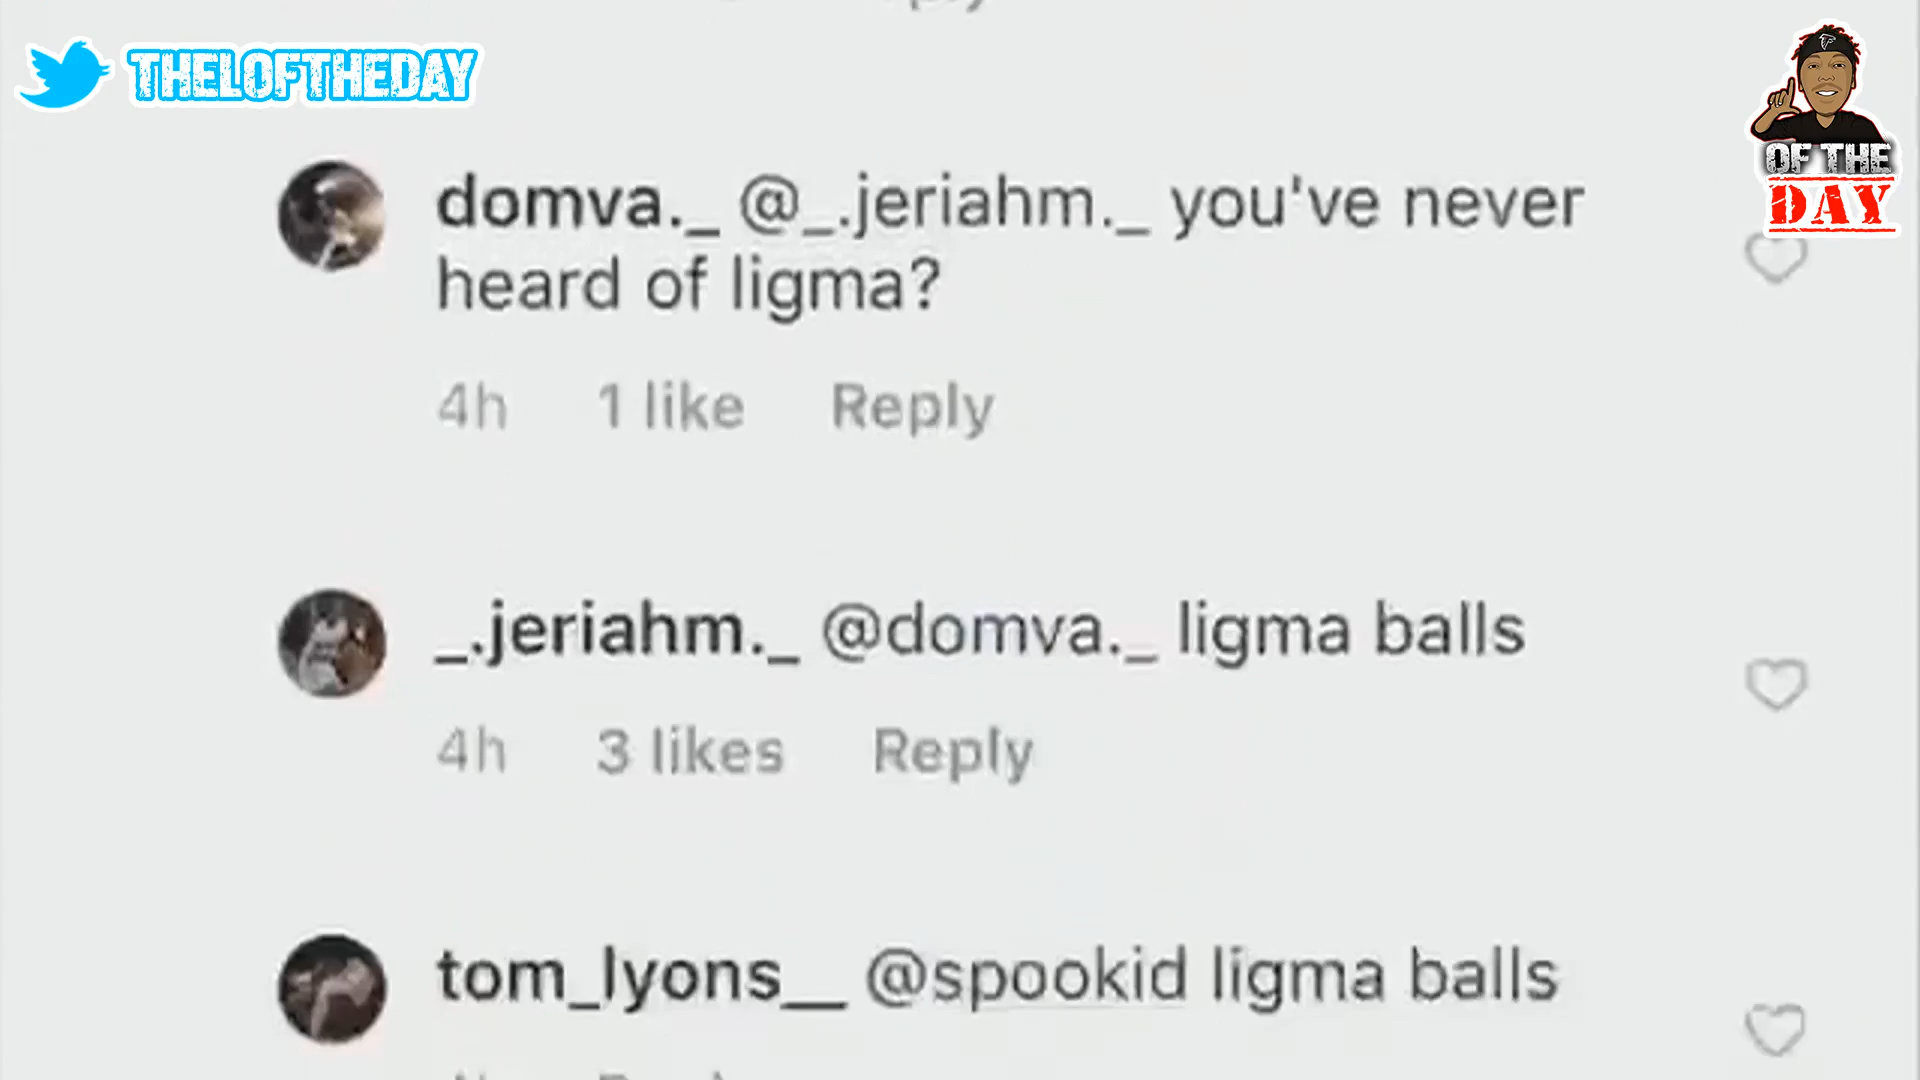 THELOFTHEDAY
OF THE
DAY
domva._ @_.jeriahm._ you've never
heard of ligma?
4h 1 like Reply
_.jeriahm._ @domva._ ligma balls
4h 3 likes Reply
tom_lyons__ @spookid ligma balls